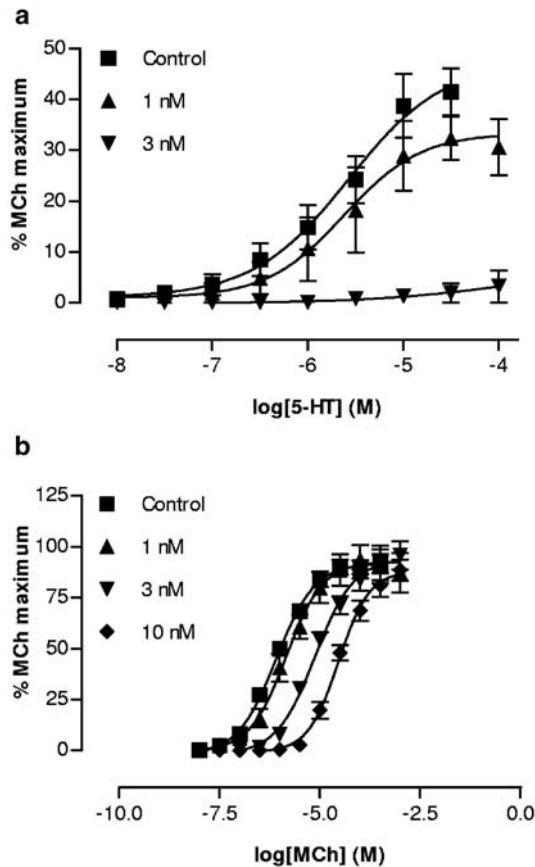 a
50
40
30
20
10
0
% MCh maximum
Control
1 nM
3 nM
-8
-7
-6
-5
-4
log[5-HT] (M)
b
125
100
75
50
25
0
% MCh maximum
Control
1 nM
3 nM
10 nM
-10.0
-7.5
-5.0
-2.5
0.0
log[MCh] (M)